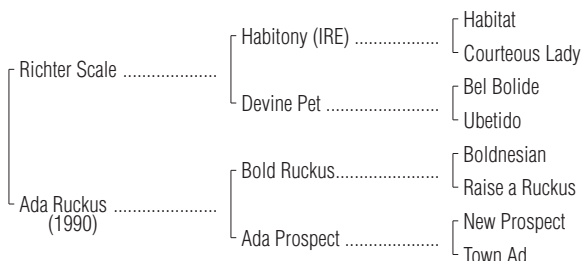 Habitat
Habitony (IRE) ........................
Courteous Lady
Richter Scale ...........................
Bel Bolide
Devine Pet ................................
Ubetido
Boldnesian
Bold Ruckus.............................
Raise a Ruckus
Ada Ruckus ..............................
(1990)
New Prospect
Ada Prospect ...........................
Town Ad